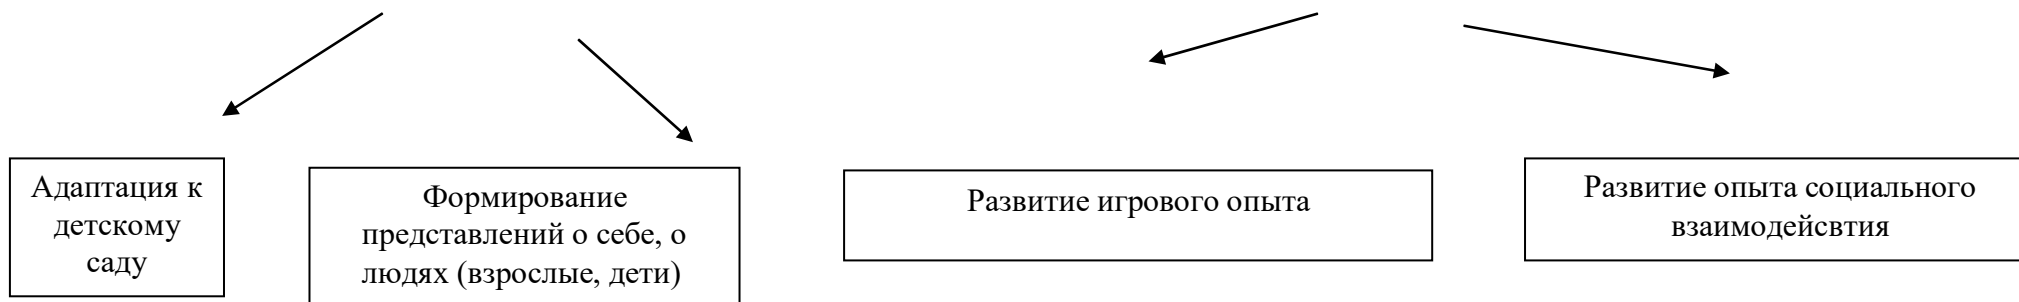 Адаптация к
детскому
саду
Формирование
представлений о себе, о
людях (взрослые, дети)
Развитие игрового опыта
Развитие опыта социального
взаимодейсвтия